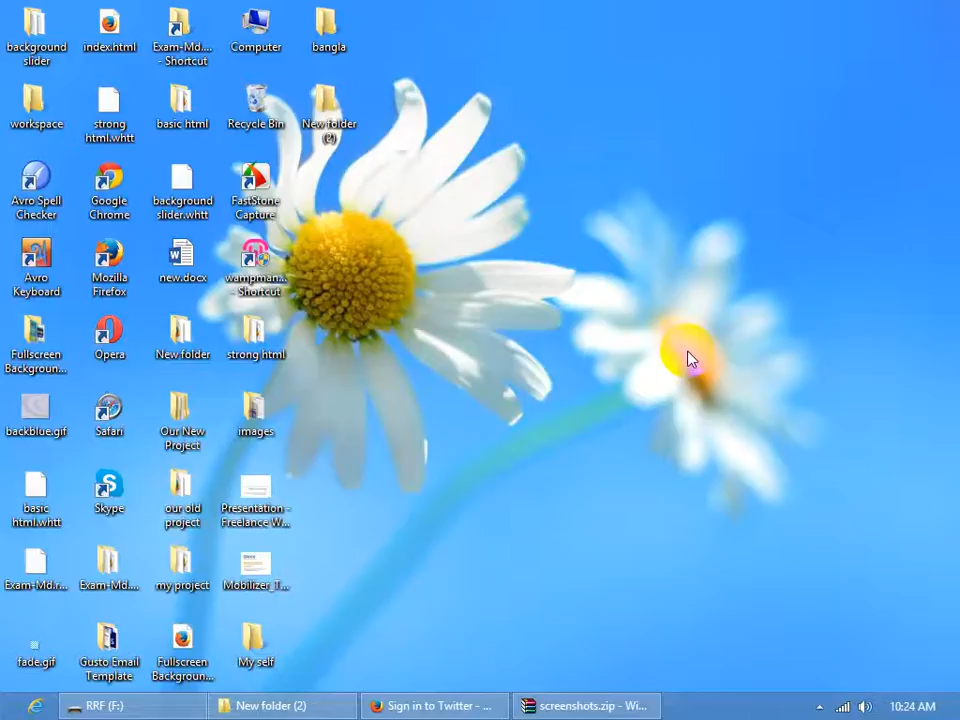 background
slider
index.html
Exam-Md....
- Shortcut
Computer
bangla
workspace
strong
html.whtt
basic html
Recycle Bin
New folder
(2)
Avro Spell
Checker
Google
Chrome
background
slider.whtt
FastStone
Capture
Avro
Keyboard
Mozilla
Firefox
new.docx
wampman...
- Shortcut
Fullscreen
Backgroun...
Opera
New folder
strong html
backblue.gif
Safari
Our New
Project
images
basic
html.whtt
Skype
our old
project
Presentation -
Freelance W...
Exam-Md.r...
Exam-Md....
my project
Mobilizer_T...
fade.gif
Gusto Email
Template
Fullscreen
Backgroun...
My self
RRF (F:)
New folder (2)
Sign in to Twitter - ...
screenshots.zip - Wi...
10:24 AM